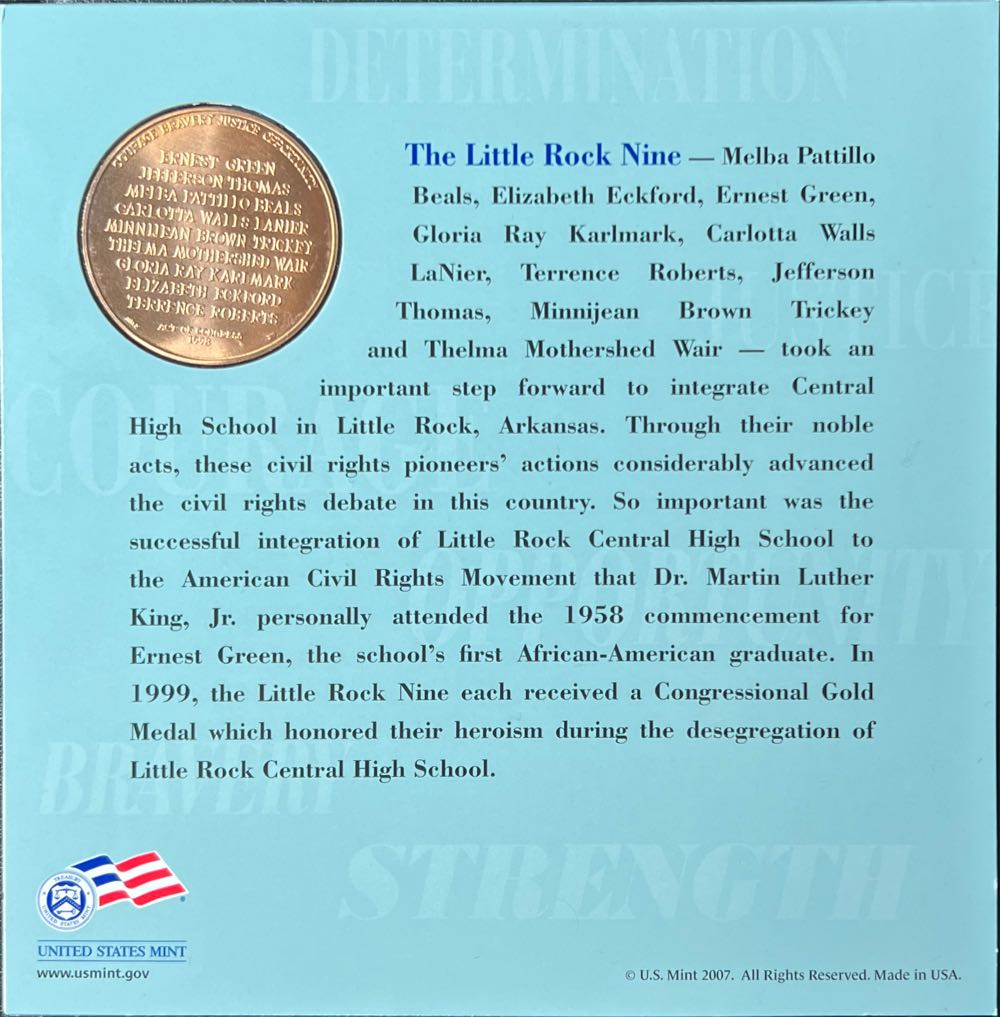 DETERMINATION
COURAGE BRAVERY JUSTICE OPPORTUNITY
ERNEST GREEN
JEFFERSON THOMAS
MELBA PATTILLO BEALS
CARLOTTA WALLS LANIER
MINNIJEAN BROWN TRICKEY
THELMA MOTHERSHED WAIR
GLORIA RAY KARLMARK
ELIZABETH ECKFORD
TERRENCE ROBERTS
ACT OF CONGRESS
1998
The Little Rock Nine — Melba Pattillo
Beals, Elizabeth Eckford, Ernest Green,
Gloria Ray Karlmark, Carlotta Walls
LaNier, Terrence Roberts, Jefferson
Thomas, Minnijean Brown Trickey
and Thelma Mothershed Wair — took an
important step forward to integrate Central
High School in Little Rock, Arkansas. Through their noble
acts, these civil rights pioneers' actions considerably advanced
the civil rights debate in this country. So important was the
successful integration of Little Rock Central High School to
the American Civil Rights Movement that Dr. Martin Luther
King, Jr. personally attended the 1958 commencement for
Ernest Green, the school's first African-American graduate. In
1999, the Little Rock Nine each received a Congressional Gold
Medal which honored their heroism during the desegregation of
Little Rock Central High School.
JUSTICE
COURAGE
OPPORTUNITY
BRAVERY
STRENGTH
UNITED STATES MINT
www.usmint.gov
© U.S. Mint 2007. All Rights Reserved. Made in USA.